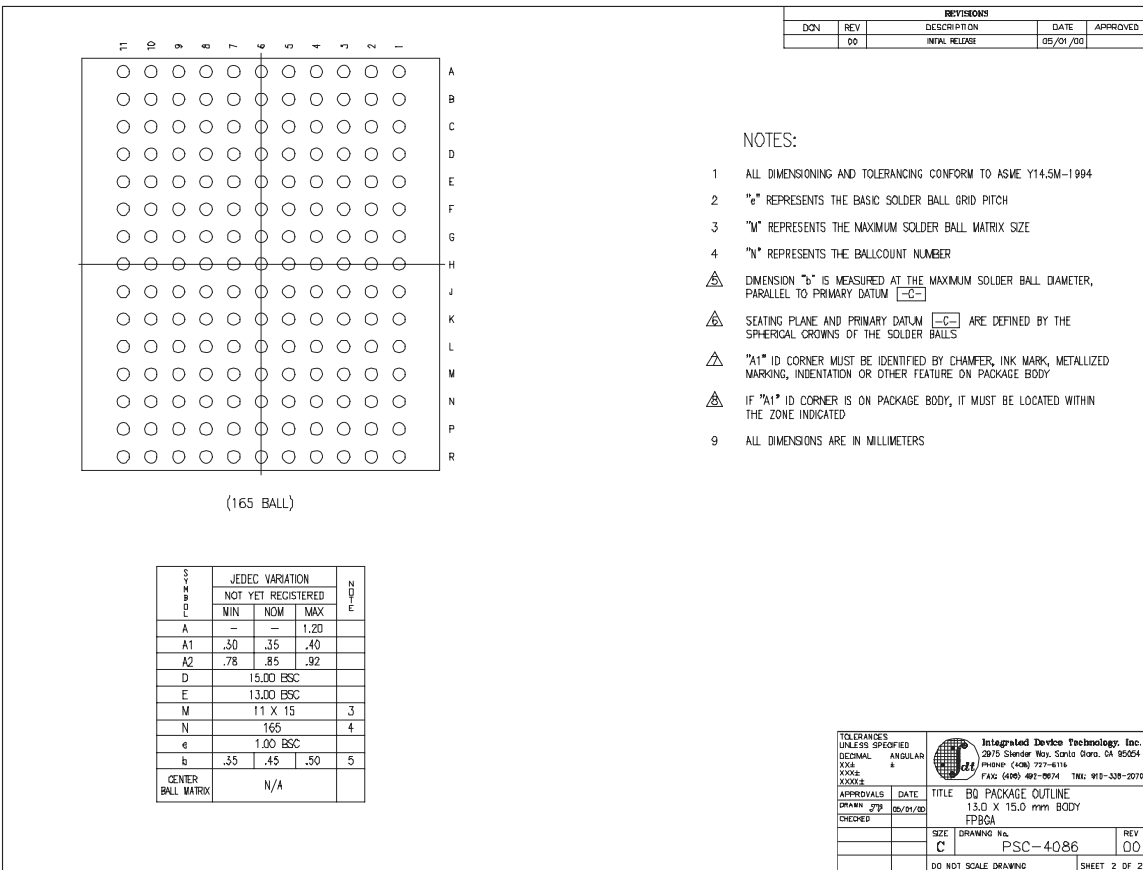 REVISIONS
DCN REV DESCRIPTION DATE APPROVED
00 INITIAL RELEASE 05/01/00
11 10 9 8 7 6 5 4 3 2 1
A
B
C
D
E
F
G
H
J
K
L
M
N
P
R
(165 BALL)
NOTES:
1 ALL DIMENSIONING AND TOLERANCING CONFORM TO ASME Y14.5M-1994
2 "e" REPRESENTS THE BASIC SOLDER BALL GRID PITCH
3 "M" REPRESENTS THE MAXIMUM SOLDER BALL MATRIX SIZE
4 "N" REPRESENTS THE BALLCOUNT NUMBER
5 DIMENSION "b" IS MEASURED AT THE MAXIMUM SOLDER BALL DIAMETER,
PARALLEL TO PRIMARY DATUM -C-
6 SEATING PLANE AND PRIMARY DATUM -C- ARE DEFINED BY THE
SPHERICAL CROWNS OF THE SOLDER BALLS
7 "A1" ID CORNER MUST BE IDENTIFIED BY CHAMFER, INK MARK, METALLIZED
MARKING, INDENTATION OR OTHER FEATURE ON PACKAGE BODY
8 IF "A1" ID CORNER IS ON PACKAGE BODY, IT MUST BE LOCATED WITHIN
THE ZONE INDICATED
9 ALL DIMENSIONS ARE IN MILLIMETERS
SYMBOL JEDEC VARIATION NOTE
NOT YET REGISTERED
MIN NOM MAX
A – – 1.20
A1 .30 .35 .40
A2 .78 .85 .92
D 15.00 BSC
E 13.00 BSC
M 11 X 15 3
N 165 4
e 1.00 BSC
b .35 .45 .50 5
CENTER
BALL MATRIX N/A
TOLERANCES
UNLESS SPECIFIED
DECIMAL ANGULAR
XX± ±
XXX±
XXXX±
idt
Integrated Device Technology, Inc.
2975 Stender Way, Santa Clara, CA 95054
PHONE: (408) 727-6116
FAX: (408) 492-8674 TWX: 910-338-2070
APPROVALS DATE
DRAWN 05/01/00
CHECKED
TITLE BQ PACKAGE OUTLINE
13.0 X 15.0 mm BODY
FPBGA
SIZE DRAWING No. REV
C PSC-4086 00
DO NOT SCALE DRAWING SHEET 2 OF 2